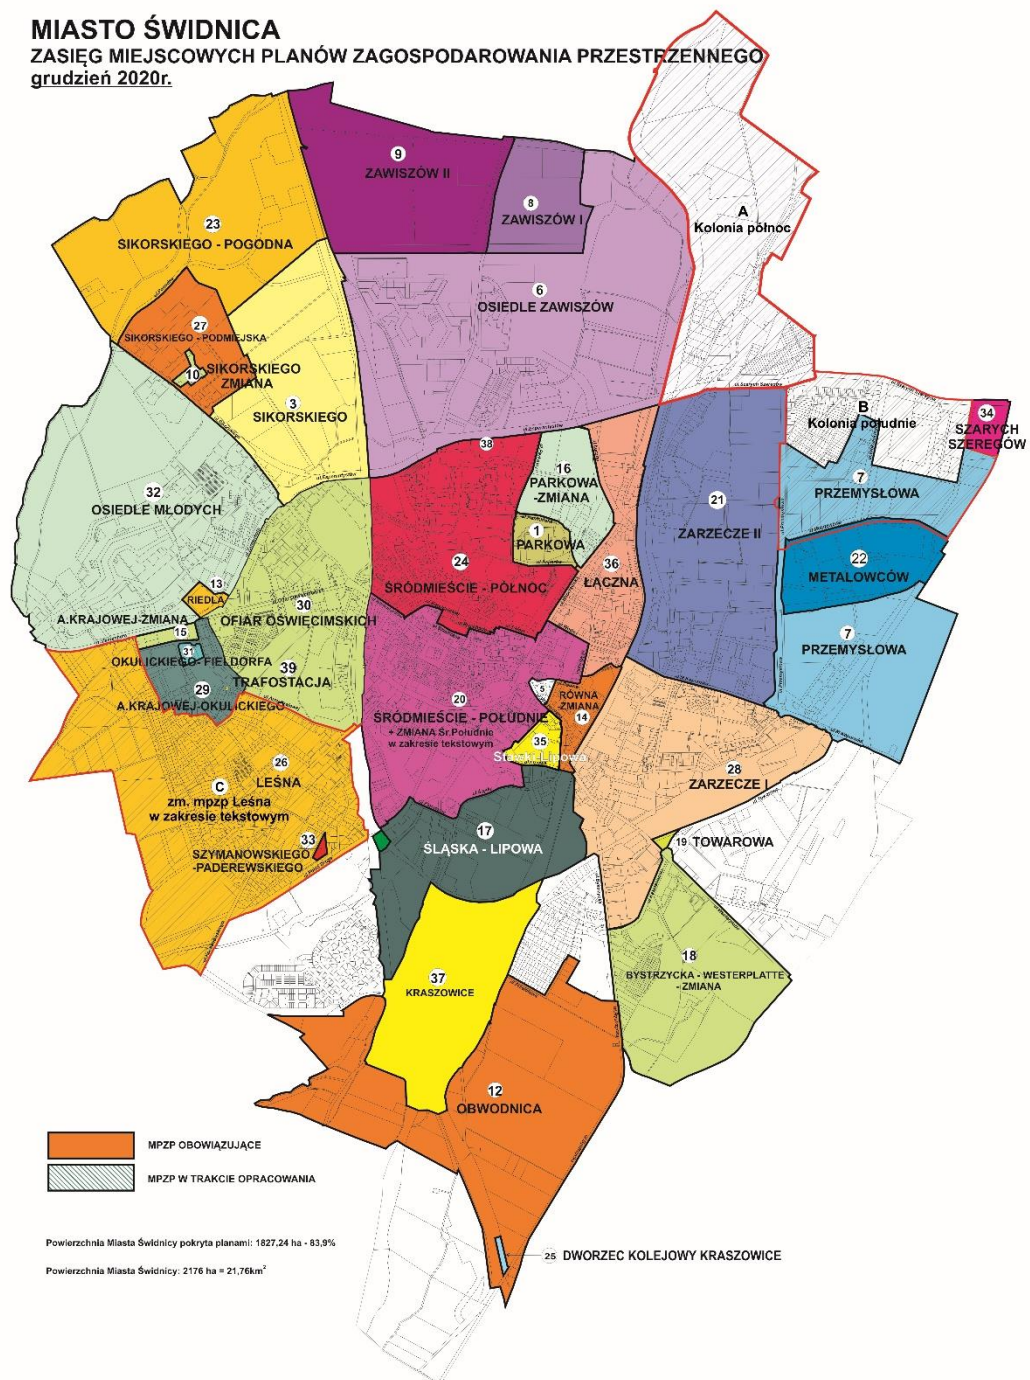 MIASTO ŚWIDNICA
ZASIĘG MIEJSCOWYCH PLANÓW ZAGOSPODAROWANIA PRZESTRZENNEGO
grudzień 2020r.
9
ZAWISZÓW II
8
ZAWISZÓW I
A
Kolonia północ
23
SIKORSKIEGO - POGODNA
6
OSIEDLE ZAWISZÓW
27
SIKORSKIEGO - PODMIEJSKA
10
SIKORSKIEGO
ZMIANA
3
SIKORSKIEGO
B
Kolonia południe
34
SZARYCH
SZEREGÓW
38
16
PARKOWA
-ZMIANA
7
PRZEMYSŁOWA
32
OSIEDLE MŁODYCH
21
ZARZECZE II
1
PARKOWA
24
ŚRÓDMIEŚCIE - PÓŁNOC
36
ŁĄCZNA
22
METALOWCÓW
13
RIEDLA
30
OFIAR OŚWIĘCIMSKICH
A.KRAJOWEJ-ZMIANA
15
31
OKULICKIEGO- FIELDORFA
7
PRZEMYSŁOWA
39
TRAFOSTACJA
29
A.KRAJOWEJ-OKULICKIEGO
20
ŚRÓDMIEŚCIE - POŁUDNIE
+ ZMIANA Śr.Południe
w zakresie tekstowym
5
RÓWNA
-ZMIANA
14
35
Śląska-Lipowa
26
LEŚNA
C
zm. mpzp Leśna
w zakresie tekstowym
28
ZARZECZE I
33
SZYMANOWSKIEGO
-PADEREWSKIEGO
17
ŚLĄSKA - LIPOWA
19 TOWAROWA
18
BYSTRZYCKA - WESTERPLATTE
- ZMIANA
37
KRASZOWICE
12
OBWODNICA
MPZP OBOWIĄZUJĄCE
MPZP W TRAKCIE OPRACOWANIA
Powierzchnia Miasta Świdnicy pokryta planami: 1827,24 ha - 83,9%
Powierzchnia Miasta Świdnicy: 2176 ha = 21,76km²
25 DWORZEC KOLEJOWY KRASZOWICE